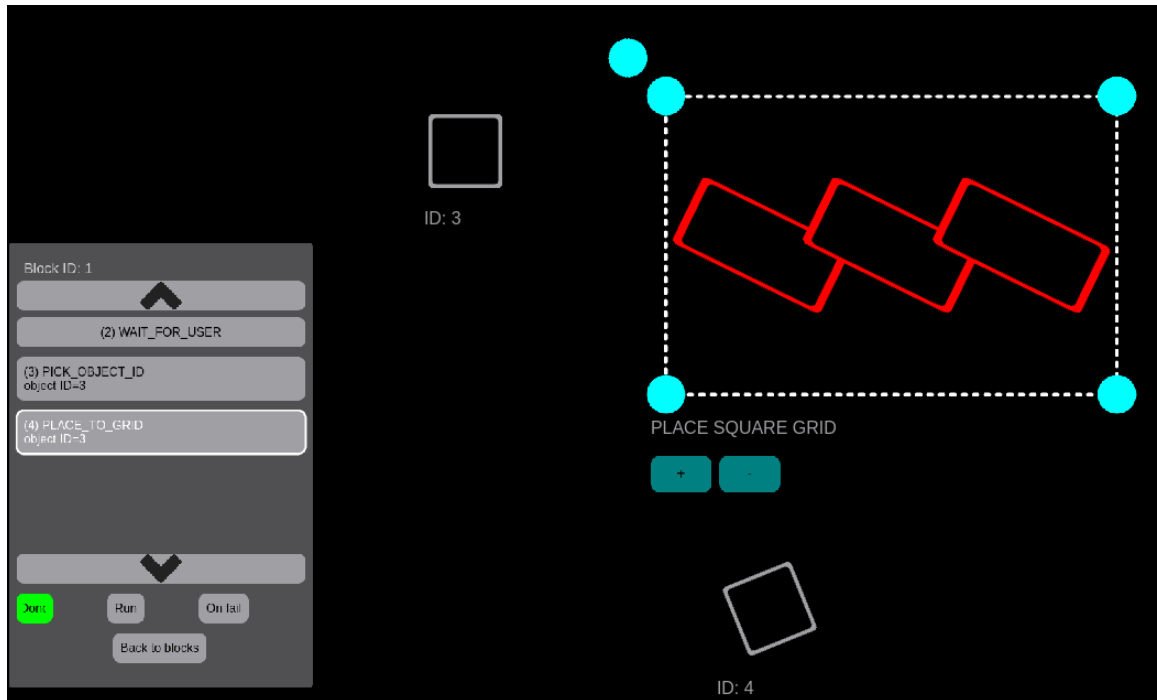 ID: 3
Block ID: 1
(2) WAIT_FOR_USER
(3) PICK_OBJECT_ID
object ID=3
(4) PLACE_TO_GRID
object ID=3
Done
Run
On fail
Back to blocks
PLACE SQUARE GRID
+
-
ID: 4